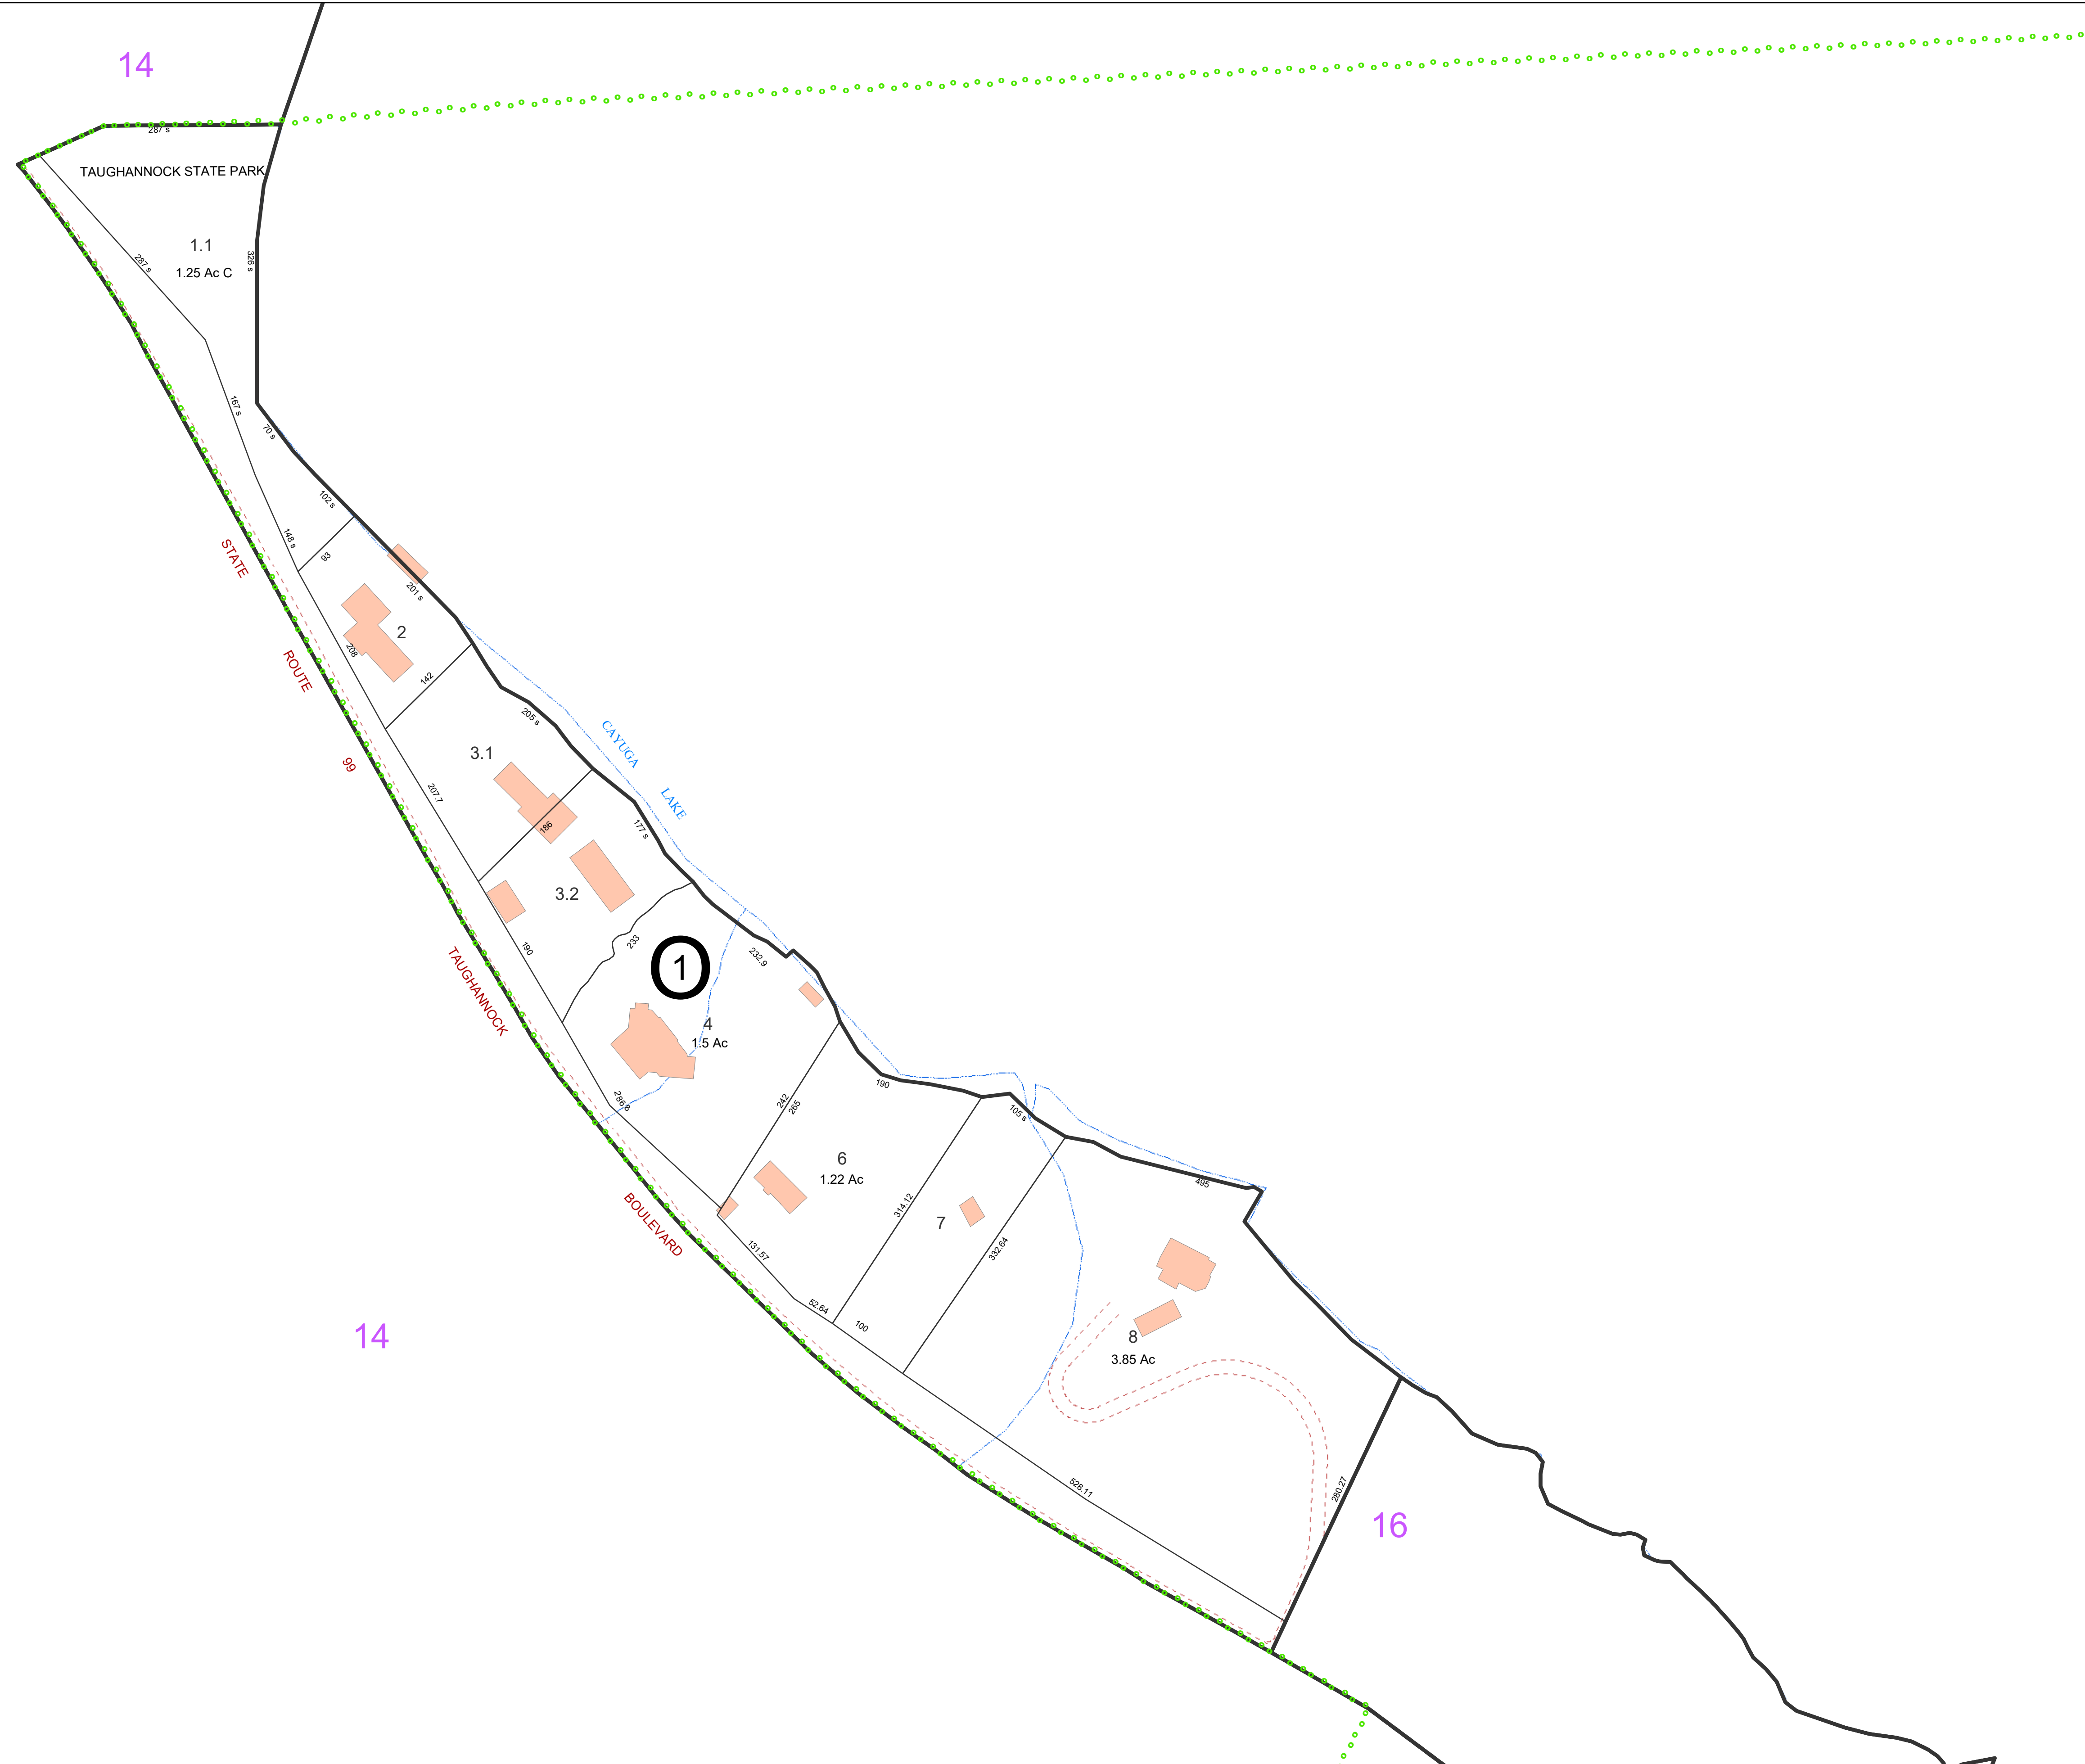 14
287 s
TAUGHANNOCK STATE PARK
1.1
1.25 Ac C
287 s
326 s
167 s
70 s
102 s
148 s
93
201 s
2
208
142
STATE
ROUTE
99
TAUGHANNOCK
BOULEVARD
205 s
3.1
207.7
186
177 s
CAYUGA
LAKE
3.2
190
233
1
232.9
4
1.5 Ac
286.8
242
265
190
6
1.22 Ac
131.57
52.64
314.12
105 s
7
100
332.64
495
8
3.85 Ac
528.11
280.27
14
16